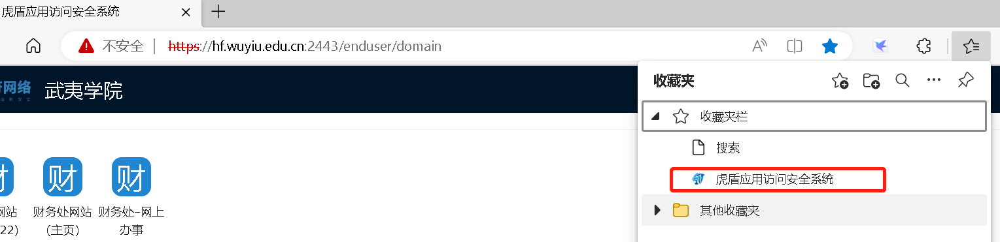 虎盾应用访问安全系统
不安全 https://hf.wuyiu.edu.cn:2443/enduser/domain
网络
武夷学院
收藏夹
收藏夹栏
搜索
虎盾应用访问安全系统
其他收藏夹
财 财 财
网站 财务处网站 财务处-网上
22) (主页) 办事